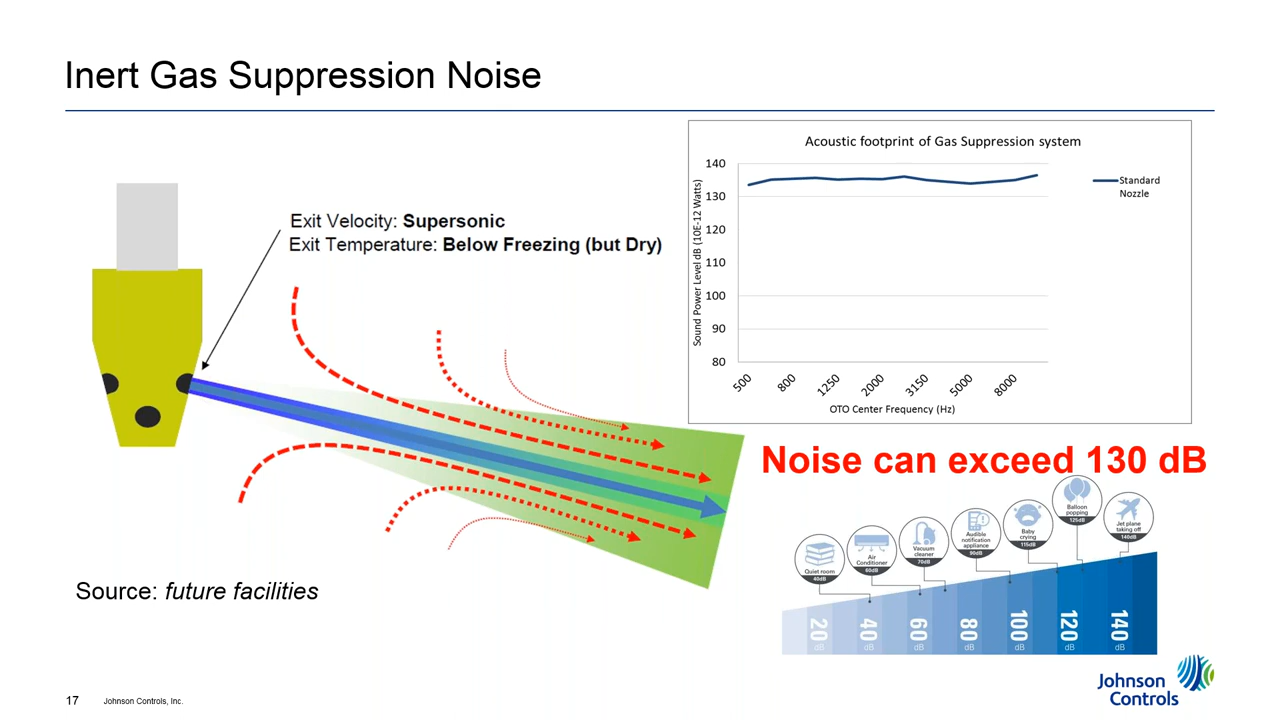 Inert Gas Suppression Noise
Exit Velocity: Supersonic
Exit Temperature: Below Freezing (but Dry)
Source: future facilities
Acoustic footprint of Gas Suppression system
Sound Power Level dB (10E-12 Watts)
140
130
120
110
100
90
80
500
800
1250
2000
3150
5000
8000
OTO Center Frequency (Hz)
Standard
Nozzle
Noise can exceed 130 dB
Quiet room
40dB
Air
Conditioner
60dB
Vacuum
cleaner
70dB
Audible
notification
appliance
90dB
Baby
crying
115dB
Balloon
popping
125dB
Jet plane
taking off
140dB
20
dB
40
dB
60
dB
80
dB
100
dB
120
dB
140
dB
Johnson
Controls
17
Johnson Controls, Inc.